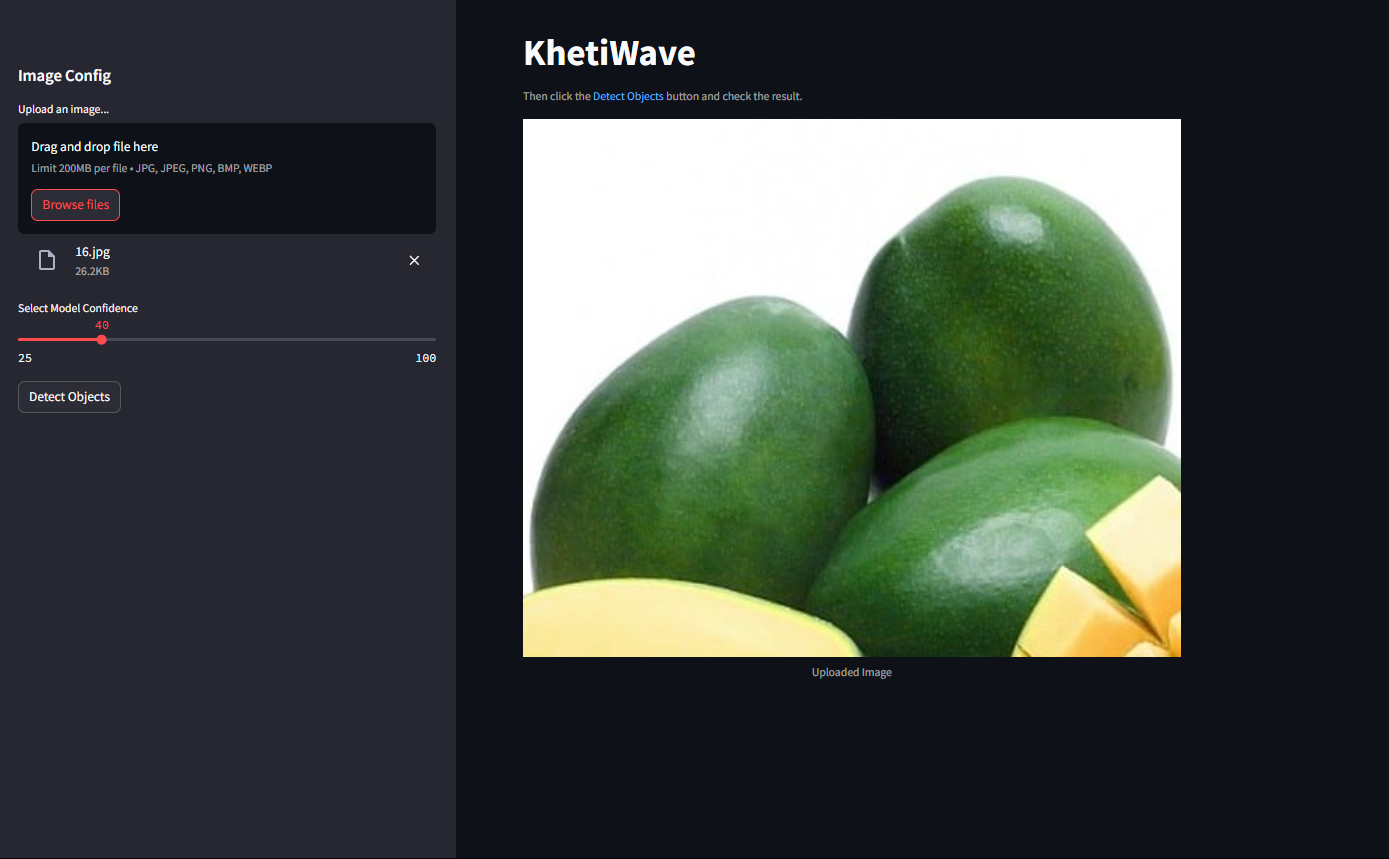 Image Config
Upload an image...
Drag and drop file here
Limit 200MB per file • JPG, JPEG, PNG, BMP, WEBP
Browse files
16.jpg
26.2KB
Select Model Confidence
40
25 100
Detect Objects
KhetiWave
Then click the Detect Objects button and check the result.
Uploaded Image